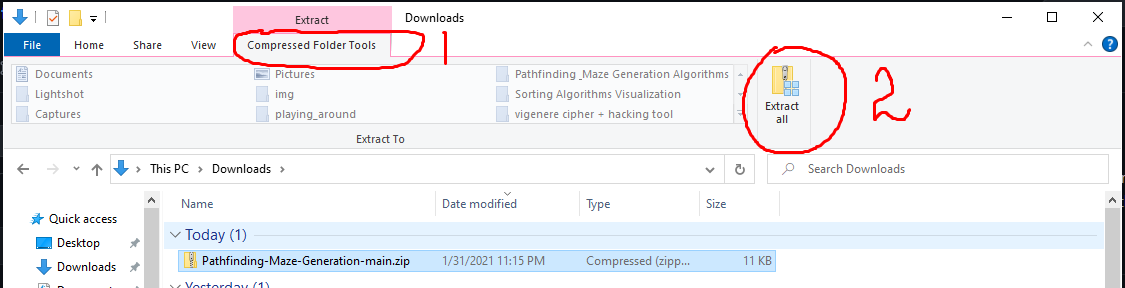 Extract
Downloads
File
Home
Share
View
Compressed Folder Tools
1
Documents
Pictures
Pathfinding _Maze Generation Algorithms
Lightshot
img
Sorting Algorithms Visualization
Captures
playing_around
vigenere cipher + hacking tool
Extract all
2
Extract To
This PC > Downloads >
Search Downloads
Name
Date modified
Type
Size
Quick access
Today (1)
Desktop
Pathfinding-Maze-Generation-main.zip
1/31/2021 11:15 PM
Compressed (zipp...
11 KB
Downloads
Yesterday (1)